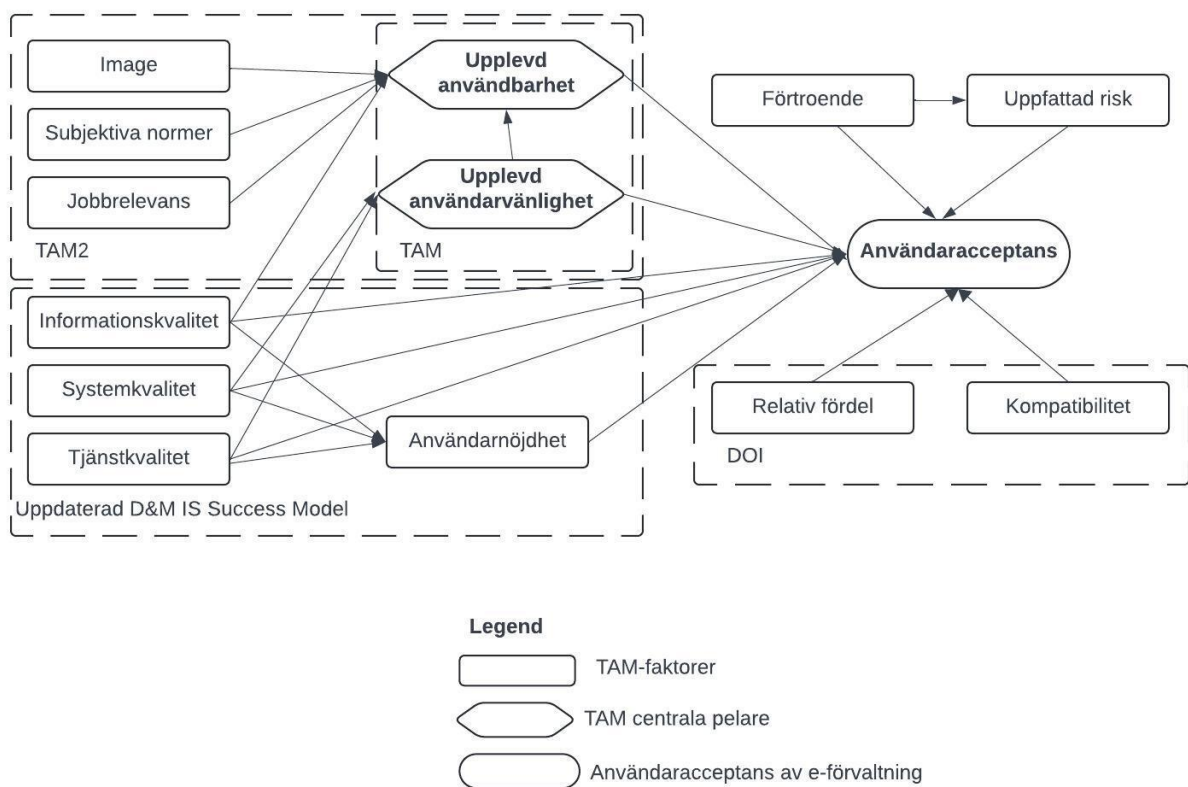 Image
Subjektiva normer
Jobbrelevans
TAM2
Upplevd
användbarhet
Upplevd
användarvänlighet
TAM
Förtroende
Uppfattad risk
Användaracceptans
Informationskvalitet
Systemkvalitet
Tjänstkvalitet
Användarnöjdhet
Uppdaterad D&M IS Success Model
Relativ fördel
Kompatibilitet
DOI
Legend
TAM-faktorer
TAM centrala pelare
Användaracceptans av e-förvaltning